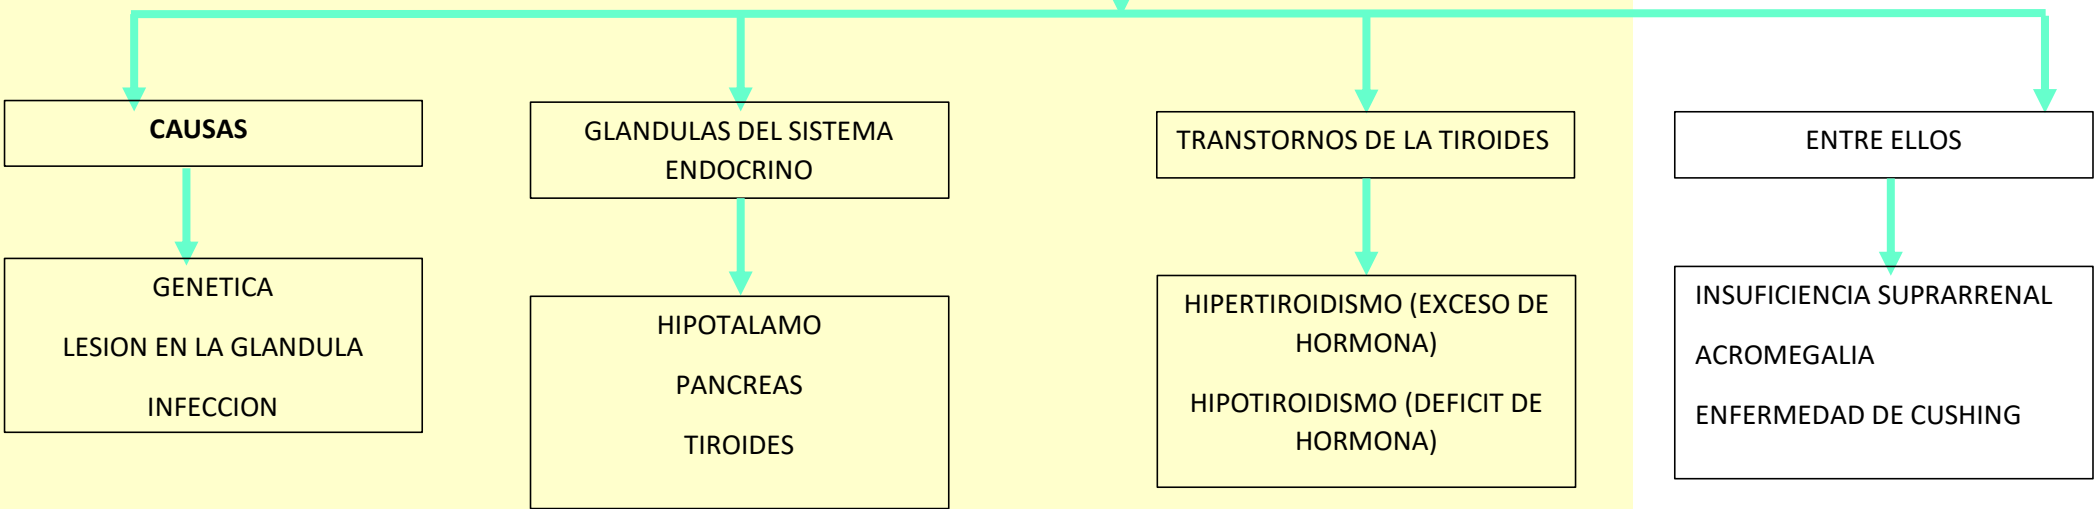 CAUSAS
GENETICA
LESION EN LA GLANDULA
INFECCION
GLANDULAS DEL SISTEMA
ENDOCRINO
HIPOTALAMO
PANCREAS
TIROIDES
TRANSTORNOS DE LA TIROIDES
HIPERTIROIDISMO (EXCESO DE
HORMONA)
HIPOTIROIDISMO (DEFICIT DE
HORMONA)
ENTRE ELLOS
INSUFICIENCIA SUPRARRENAL
ACROMEGALIA
ENFERMEDAD DE CUSHING